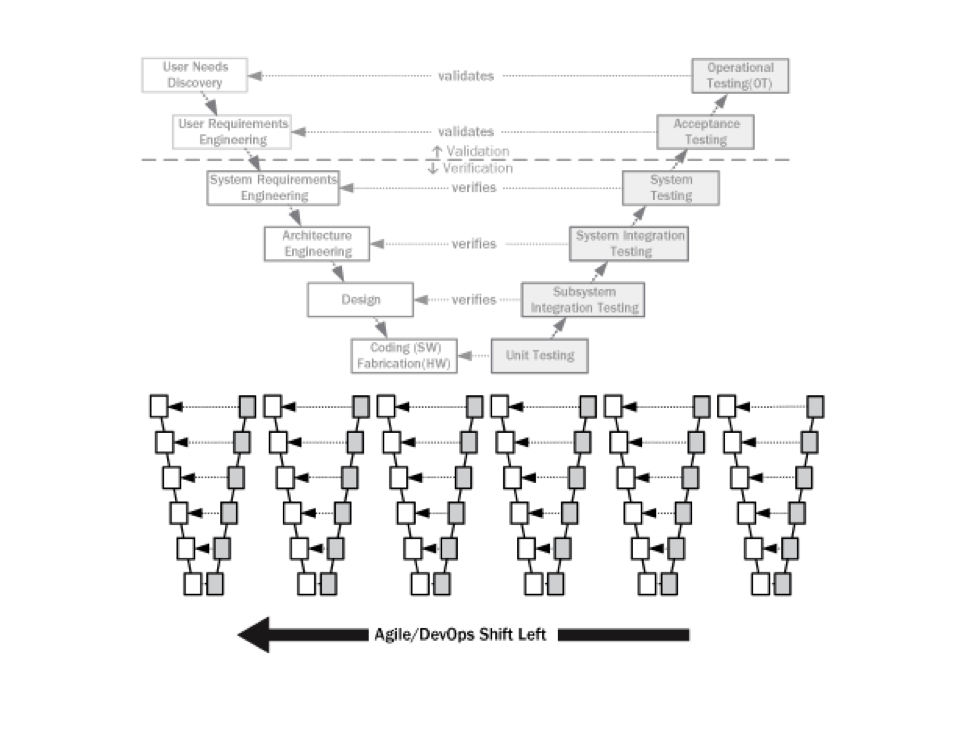 User Needs
Discovery
validates
Operational
Testing(OT)
User Requirements
Engineering
validates
Acceptance
Testing
↑ Validation
↓ Verification
System Requirements
Engineering
verifies
System
Testing
Architecture
Engineering
verifies
System Integration
Testing
Design
verifies
Subsystem
Integration Testing
Coding (SW)
Fabrication(HW)
Unit Testing
Agile/DevOps Shift Left